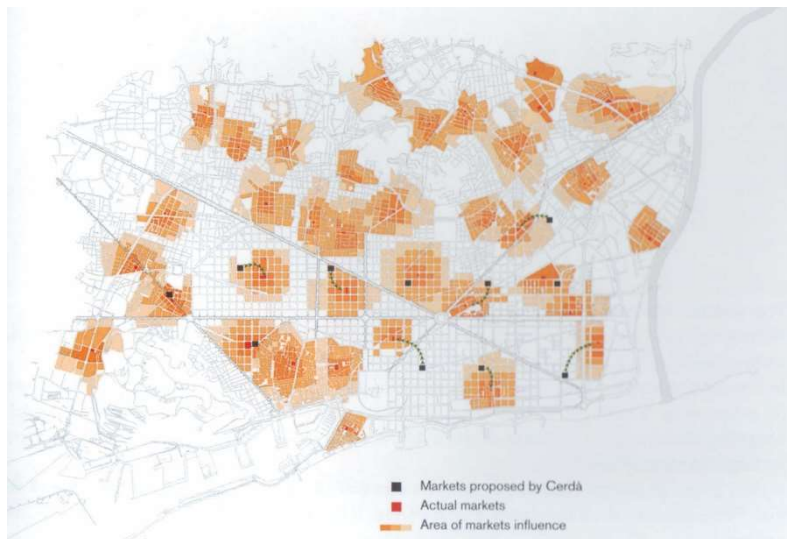 Markets proposed by Cerdà
Actual markets
Area of markets influence